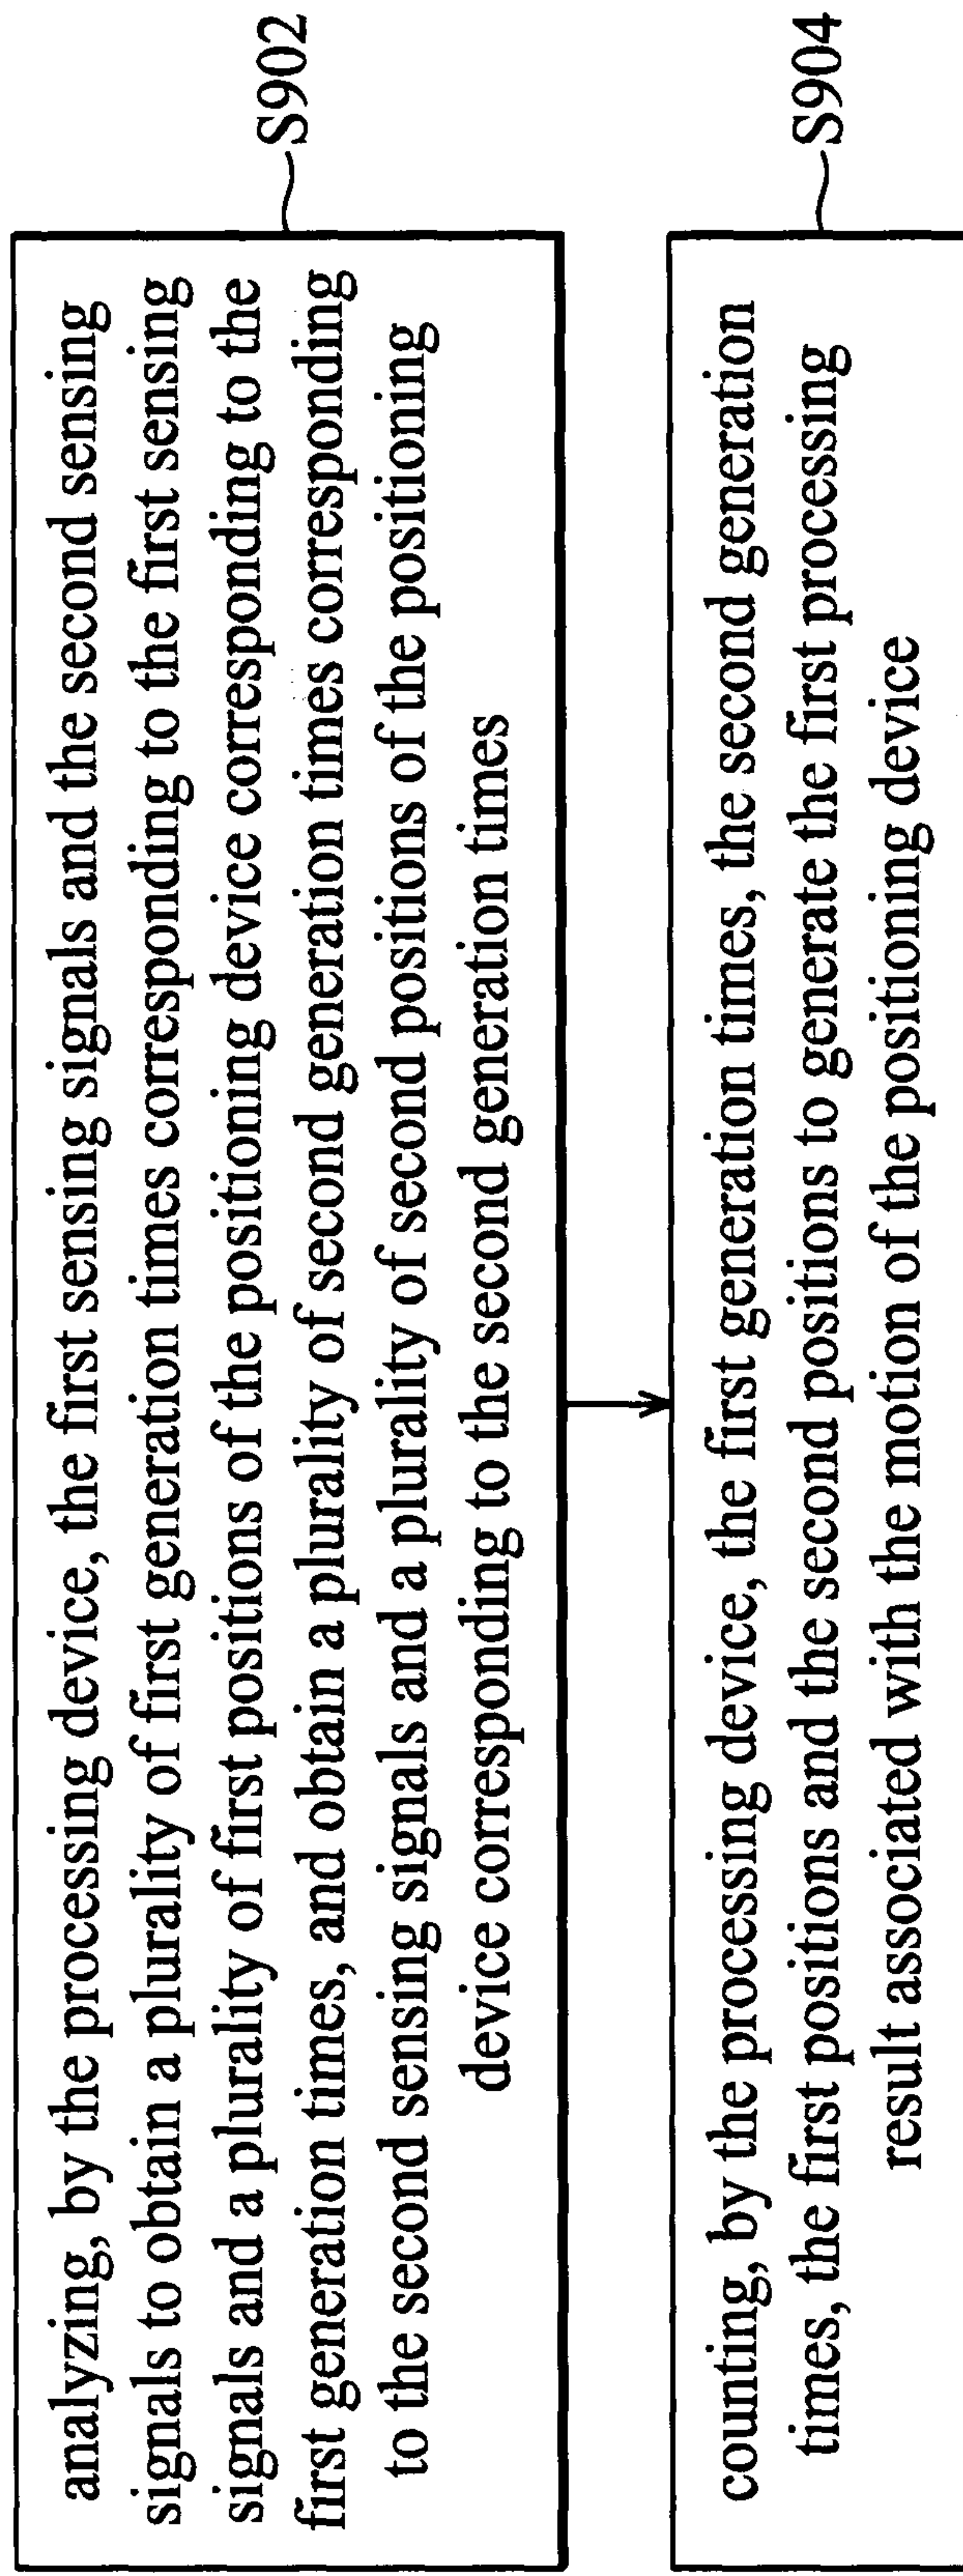 analyzing, by the processing device, the first sensing signals and the second sensing
signals to obtain a plurality of first generation times corresponding to the first sensing
signals and a plurality of first positions of the positioning device corresponding to the
first generation times, and obtain a plurality of second generation times corresponding
to the second sensing signals and a plurality of second positions of the positioning
device corresponding to the second generation times
S902
counting, by the processing device, the first generation times, the second generation
times, the first positions and the second positions to generate the first processing
result associated with the motion of the positioning device
S904